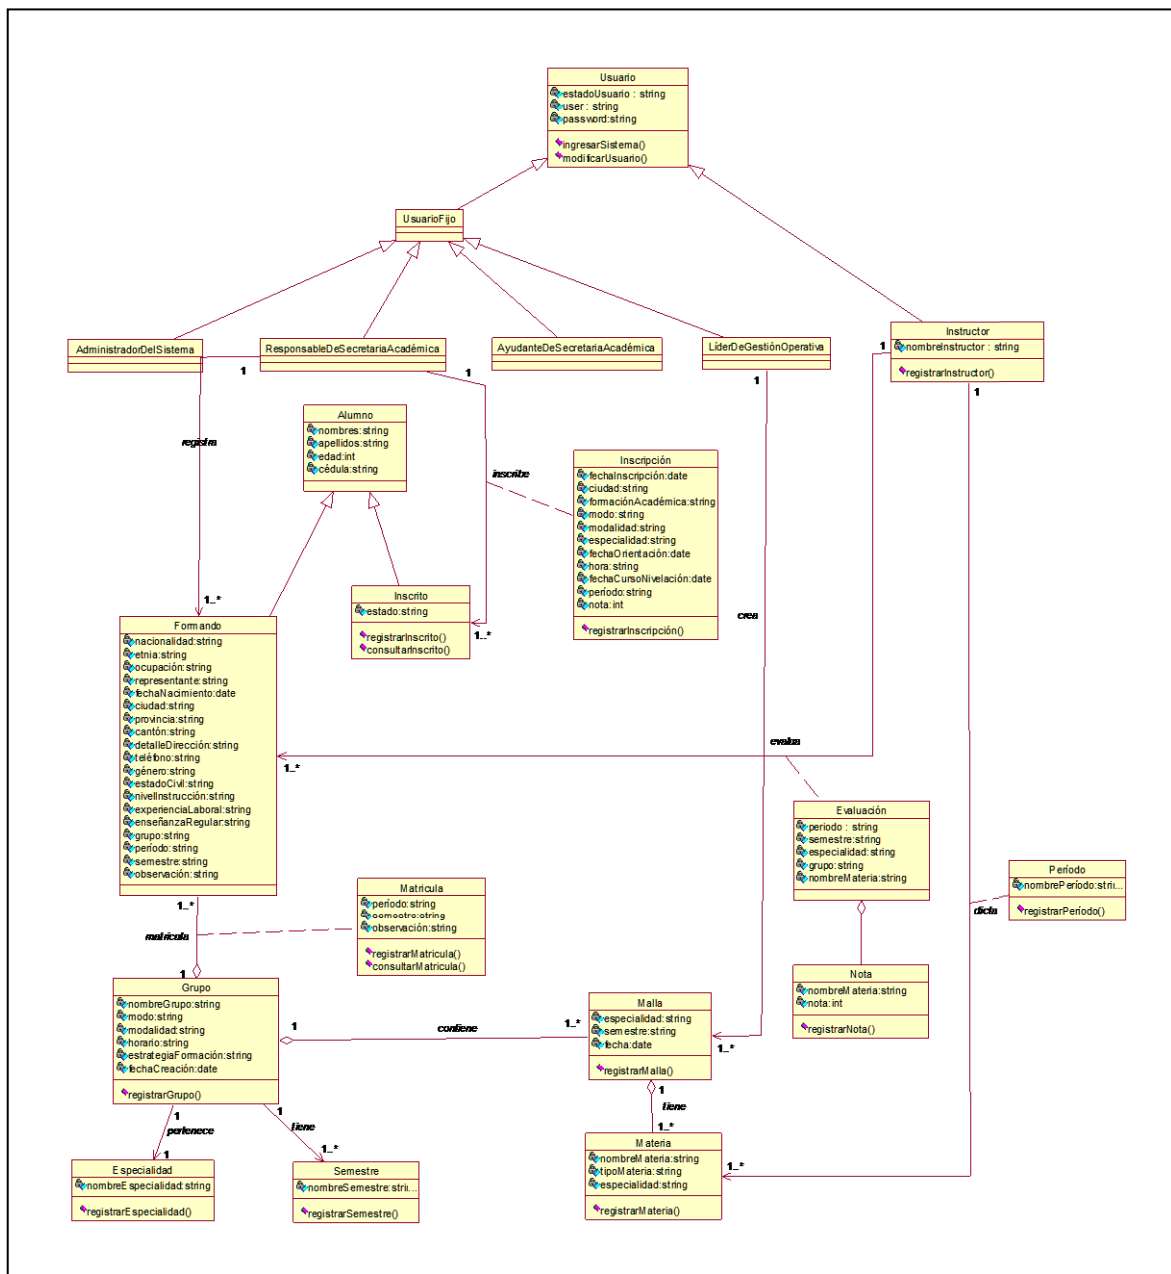 Usuario
estadoUsuario : string
user : string
password:string
ingresarSistema()
modificarUsuario()
UsuarioFijo
AdministradorDelSistema
ResponsableDeSecretariaAcadémica
AyudanteDeSecretariaAcadémica
LíderDeGestiónOperativa
Instructor
nombreInstructor : string
registrarInstructor()
1
1
1
1
1
registra
inscribe
Alumno
nombres:string
apellidos:string
edad:int
cédula:string
Inscripción
fechaInscripción:date
ciudad:string
formaciónAcadémica:string
modo:string
modalidad:string
especialidad:string
fechaOrientación:date
hora:string
fechaCursoNivelación:date
período:string
nota:int
registrarInscripción()
Inscrito
estado:string
registrarInscrito()
consultarInscrito()
1..*
1..*
crea
Formando
nacionalidad:string
etnia:string
ocupación:string
representante:string
fechaNacimiento:date
ciudad:string
provincia:string
cantón:string
detalleDirección:string
teléfono:string
género:string
estadoCivil:string
nivelInstrucción:string
experienciaLaboral:string
enseñanzaRegular:string
grupo:string
período:string
semestre:string
observación:string
1..*
evalua
Evaluación
periodo : string
semestre:string
especialidad:string
grupo:string
nombreMateria:string
Período
nombrePeríodo:strin...
registrarPeríodo()
dicta
1..*
matricula
1
Matricula
período:string
semestre:string
observación:string
registrarMatricula()
consultarMatricula()
Nota
nombreMateria:string
nota:int
registrarNota()
Grupo
nombreGrupo:string
modo:string
modalidad:string
horario:string
estrategiaFormación:string
fechaCreación:date
registrarGrupo()
1
contiene
1..*
Malla
especialidad:string
semestre:string
fecha:date
registrarMalla()
1..*
1
tiene
1..*
1
pertenece
1
1
tiene
1..*
Especialidad
nombreEspecialidad:string
registrarEspecialidad()
Semestre
nombreSemestre:strin...
registrarSemestre()
Materia
nombreMateria:string
tipoMateria:string
especialidad:string
registrarMateria()
1..*